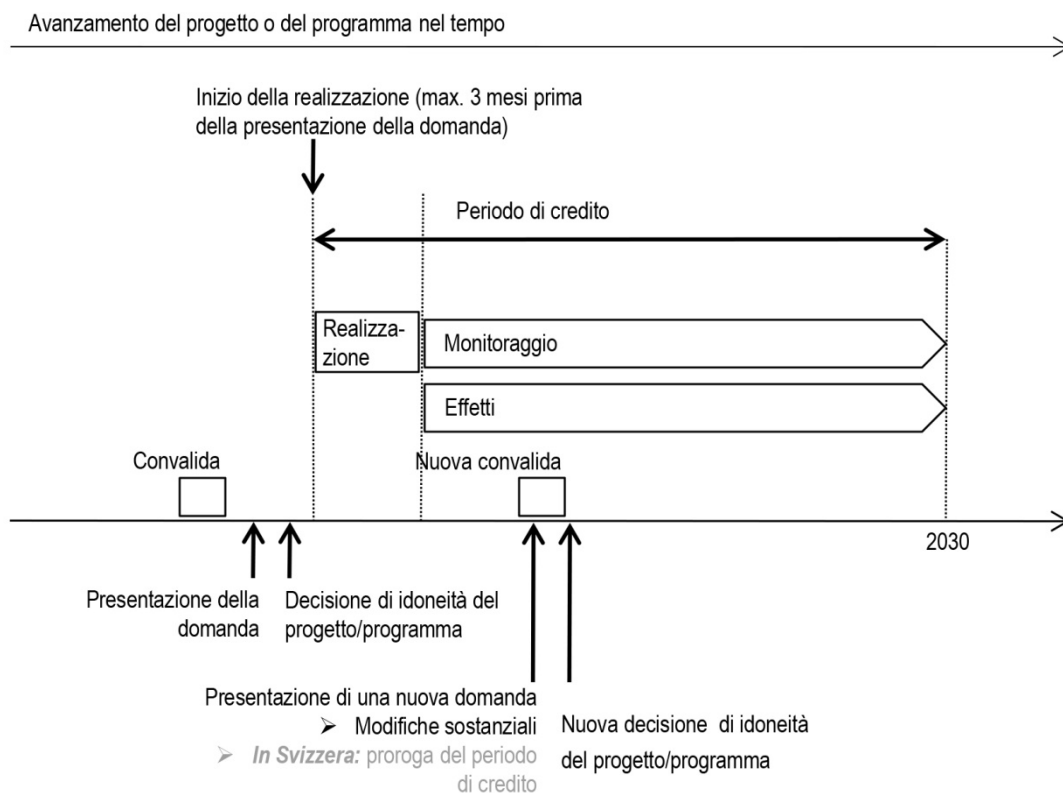 Avanzamento del progetto o del programma nel tempo
Inizio della realizzazione (max. 3 mesi prima
della presentazione della domanda)
Periodo di credito
Realizza-
zione
Monitoraggio
Effetti
Convalida
Nuova convalida
2030
Presentazione della
domanda
Decisione di idoneità del
progetto/programma
Presentazione di una nuova domanda
➢ Modifiche sostanziali
➢ In Svizzera: proroga del periodo
di credito
Nuova decisione di idoneità
del progetto/programma